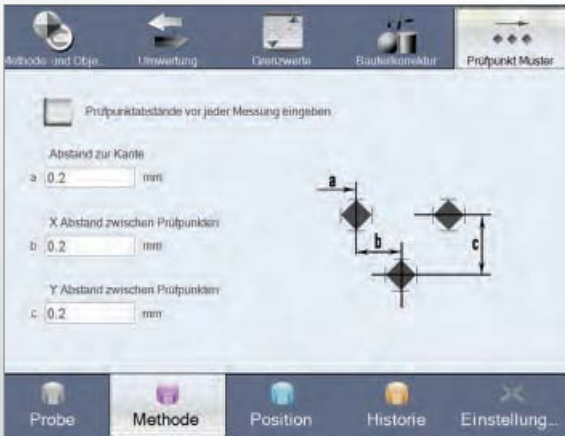 Methode und Obje...
Umwertung
Grenzwerte
Bauteilkorrektur
Prüfpunkt Muster
Prüfpunktabstände vor jeder Messung eingeben
Abstand zur Kante
a 0.2 mm
X Abstand zwischen Prüfpunkten
b 0.2 mm
Y Abstand zwischen Prüfpunkten
c 0.2 mm
a
b
c
Probe
Methode
Position
Historie
Einstellung...